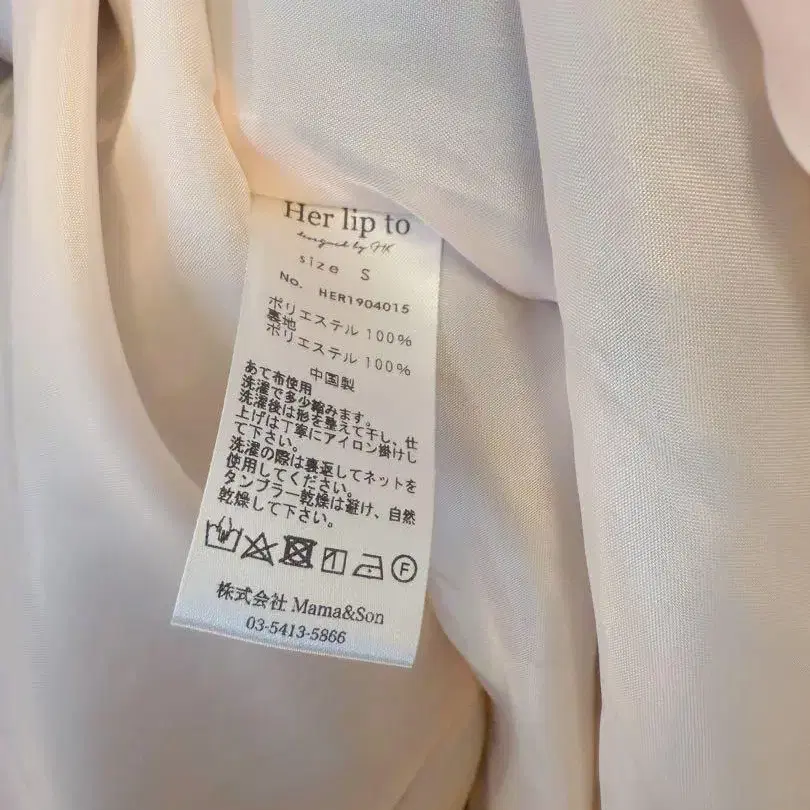 Her lip to
designed by HK
size S
No. HER1904015
ポリエステル 100%
裏地
ポリエステル 100%
中国製
あて布使用
洗濯で多少縮みます。
洗濯後は形を整えて干し、仕
上げは丁寧にアイロン掛けし
て下さい。
洗濯の際は裏返してネットを
使用してください。
タンブラー乾燥は避け、自然
乾燥して下さい。
F
株式会社 Mama&Son
03-5413-5866